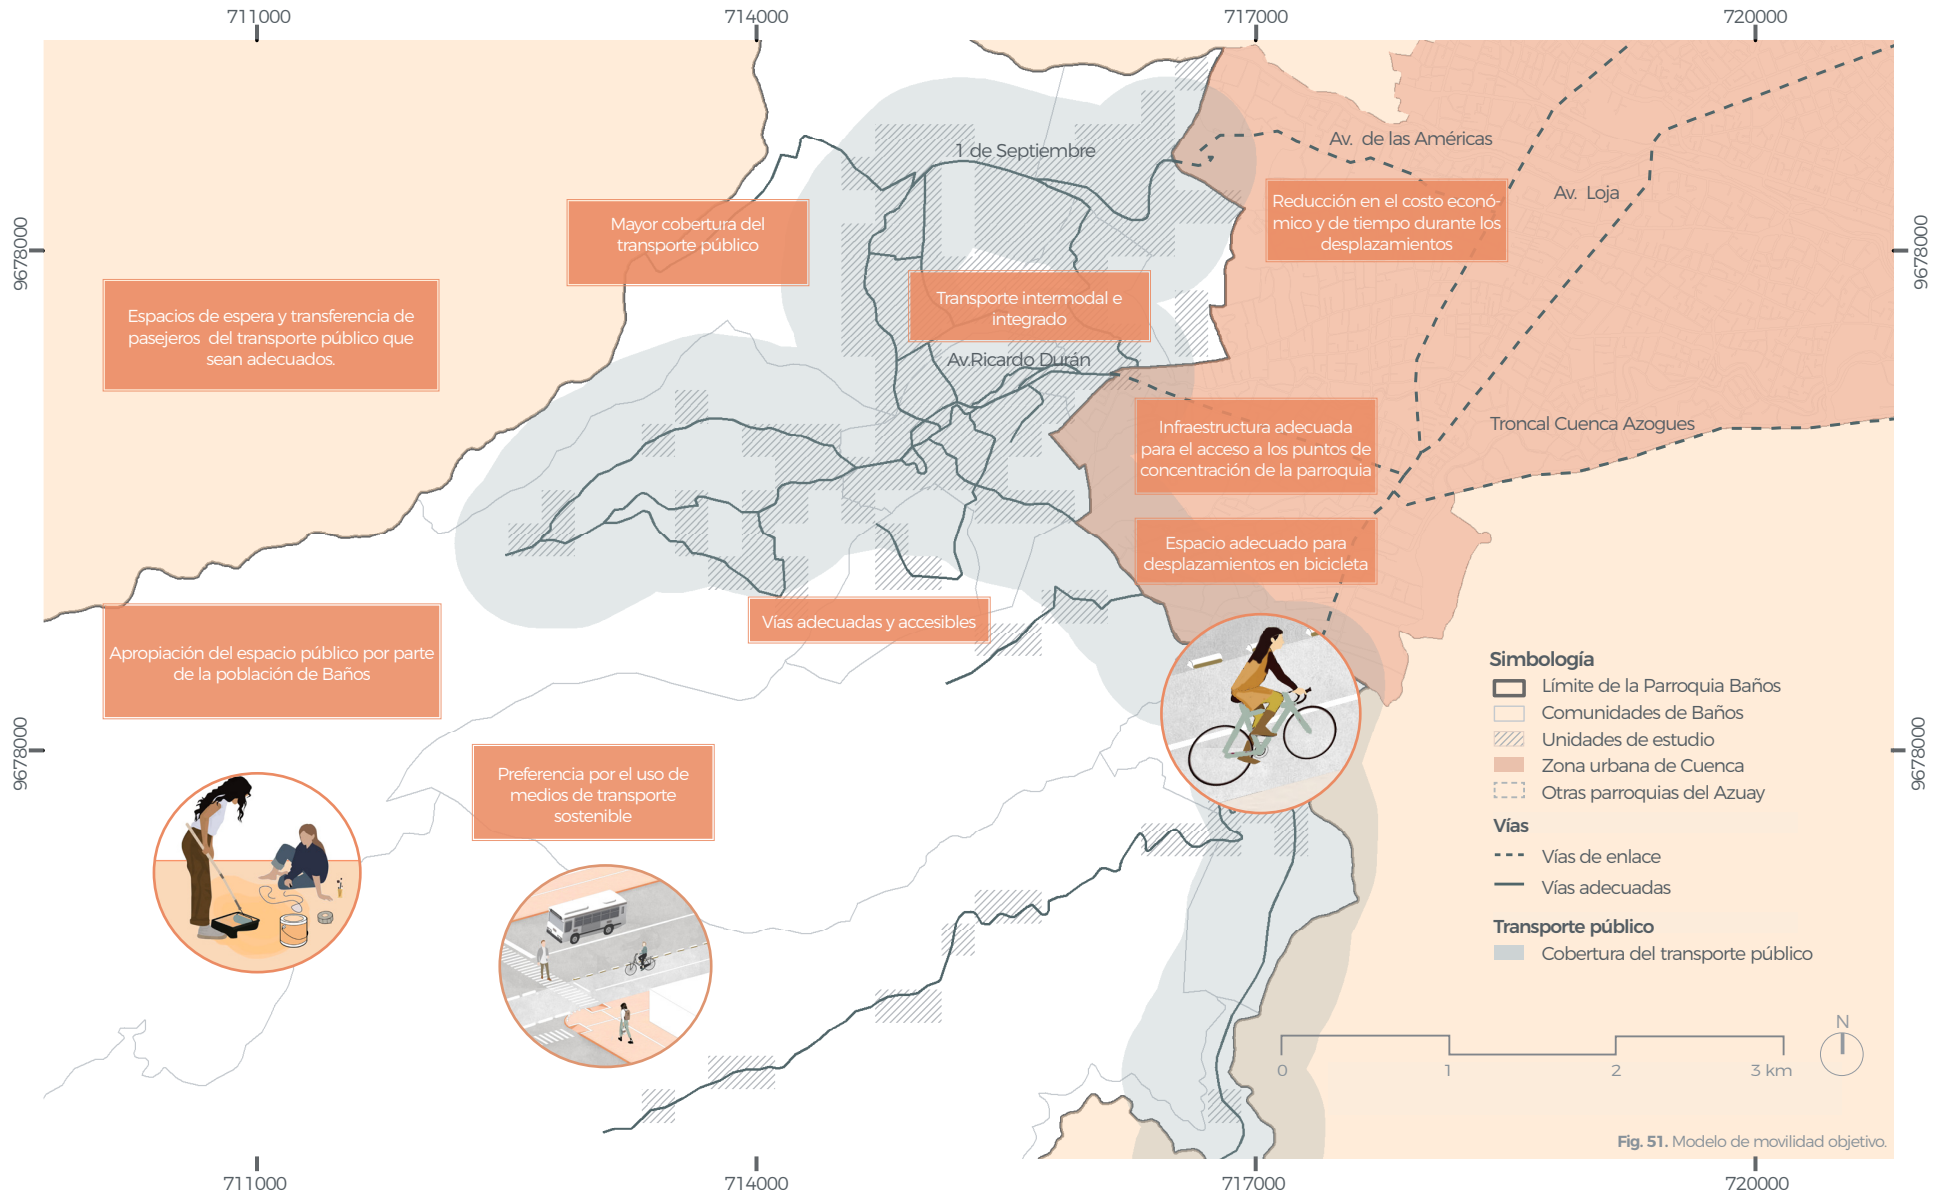 711000
714000
717000
720000
1 de Septiembre
Av. de las Américas
Av. Loja
9678000
9678000
Mayor cobertura del
transporte público
Reducción en el costo econó-
mico y de tiempo durante los
desplazamientos
Espacios de espera y transferencia de
pasejeros del transporte público que
sean adecuados.
Transporte intermodal e
integrado
Av.Ricardo Durán
Infraestructura adecuada
para el acceso a los puntos de
concentración de la parroquia
Troncal Cuenca Azogues
Espacio adecuado para
desplazamientos en bicicleta
Vías adecuadas y accesibles
Apropiación del espacio público por parte
de la población de Baños
9678000
9678000
Preferencia por el uso de
medios de transporte
sostenible
Simbología
Límite de la Parroquia Baños
Comunidades de Baños
Unidades de estudio
Zona urbana de Cuenca
Otras parroquias del Azuay
Vías
Vías de enlace
Vías adecuadas
Transporte público
Cobertura del transporte público
N
0
1
2
3 km
Fig. 51. Modelo de movilidad objetivo.
711000
714000
717000
720000